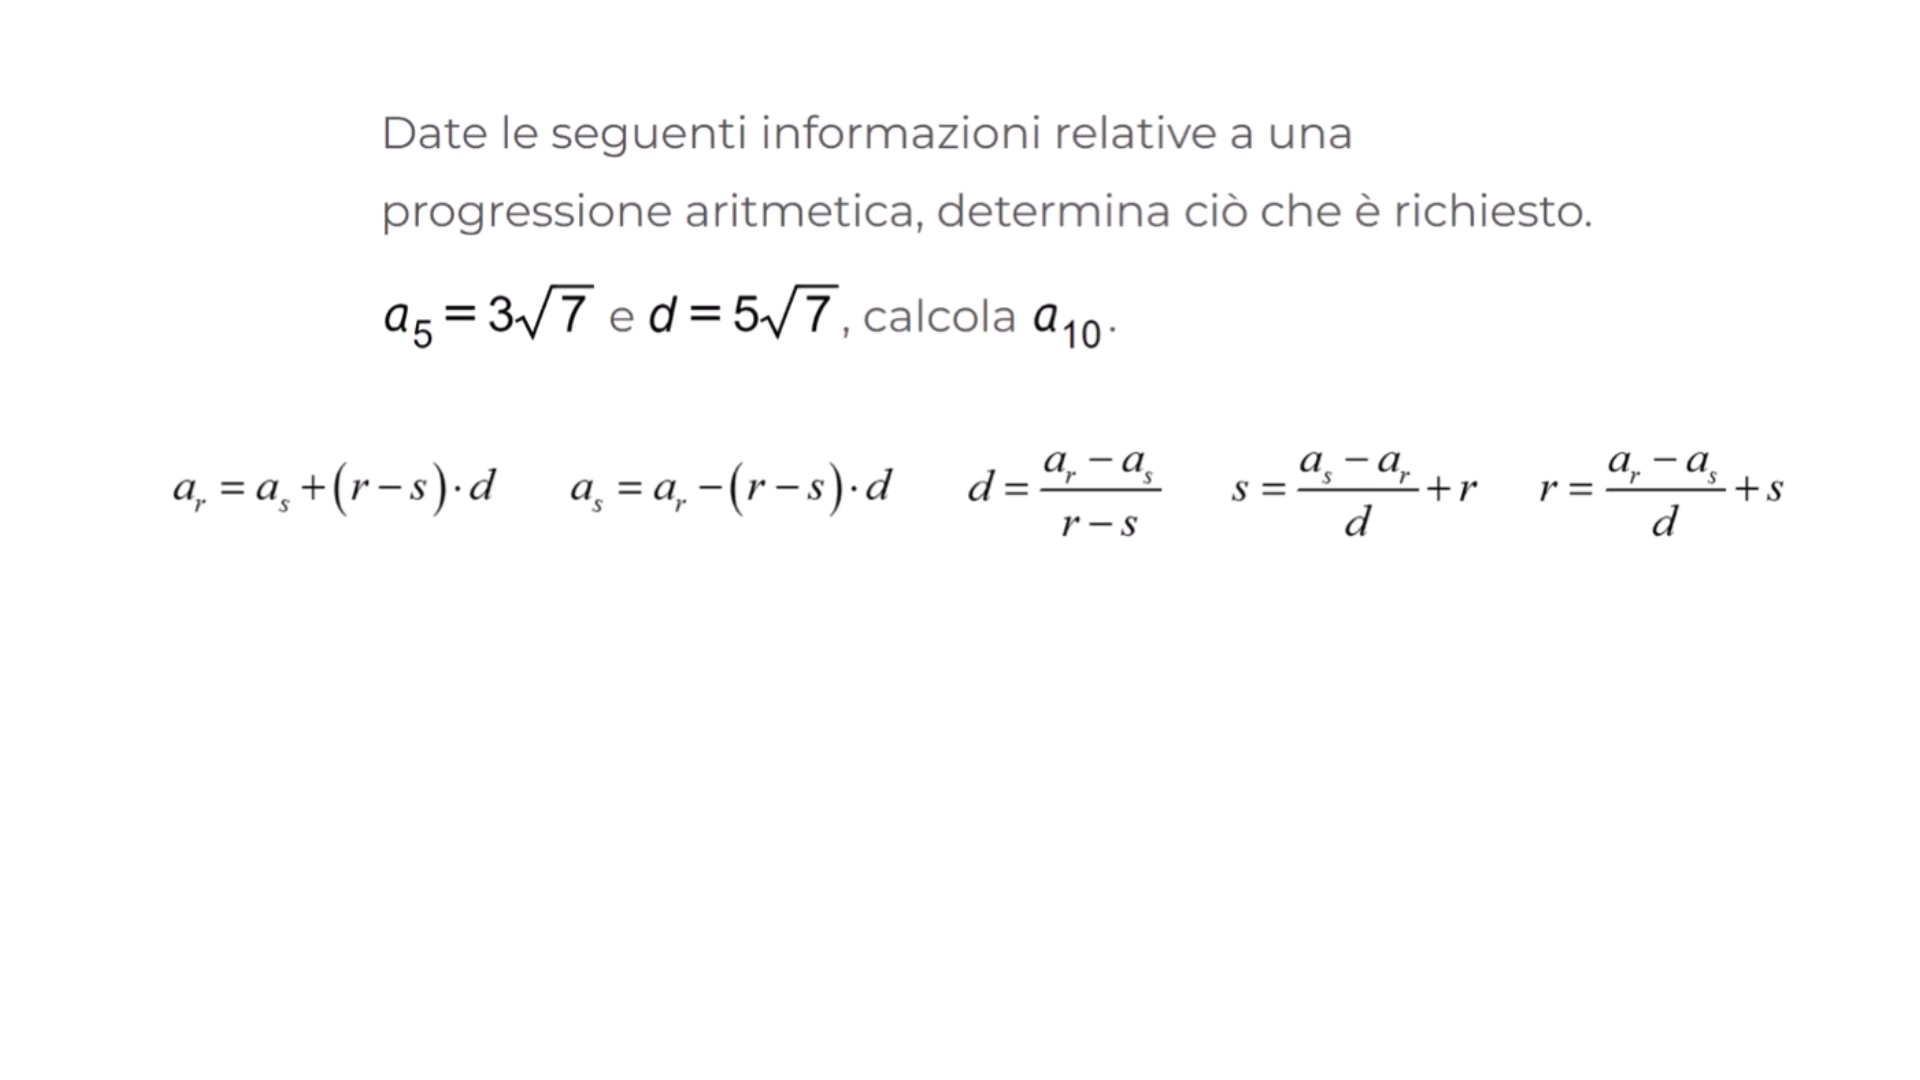 Date le seguenti informazioni relative a una
progressione aritmetica, determina ciò che è richiesto.
a₅ = 3√7 e d = 5√7, calcola a₁₀.
aᵣ = aₛ + (r − s) · d    aₛ = aᵣ − (r − s) · d    d = (aᵣ − aₛ)/(r − s)    s = (aₛ − aᵣ)/d + r    r = (aᵣ − aₛ)/d + s